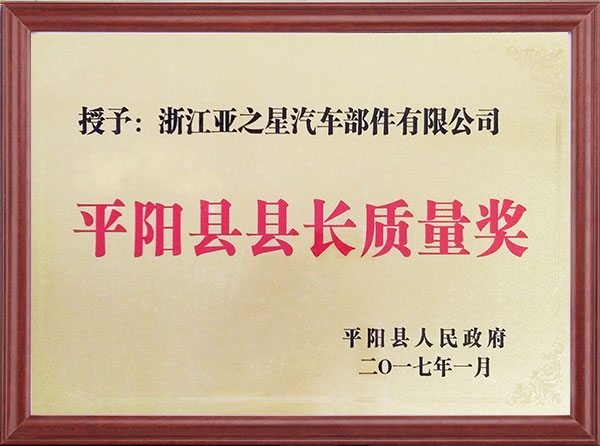 授予：浙江亚之星汽车部件有限公司
平阳县县长质量奖
平阳县人民政府
二〇一七年一月